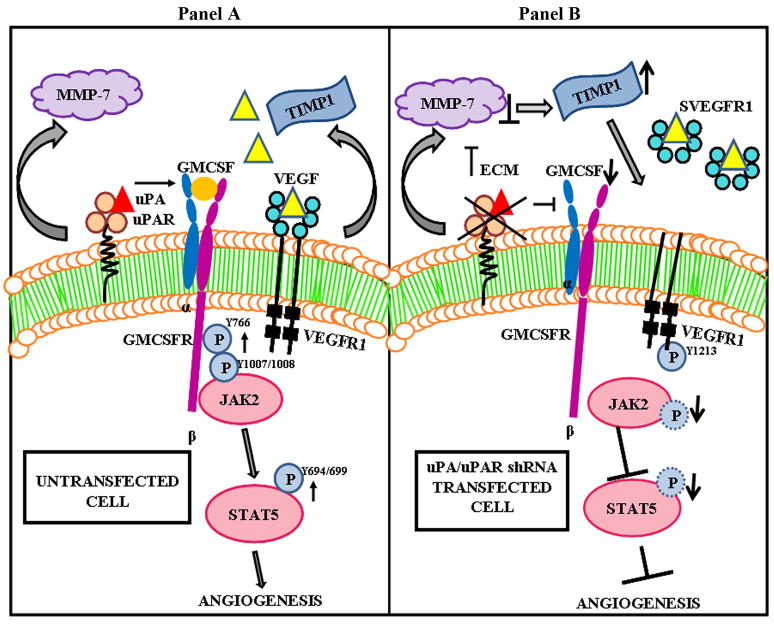 Panel A
MMP-7
TIMP1
GMCSF
VEGF
uPA
uPAR
α
Y766
P
GMCSFR
VEGFR1
Y1007/1008
P
JAK2
β
UNTRANSFECTED
CELL
Y694/699
P
STAT5
ANGIOGENESIS
Panel B
MMP-7
TIMP1
SVEGFR1
ECM
GMCSF
α
GMCSFR
VEGFR1
Y1213
P
JAK2
P
β
uPA/uPAR shRNA
TRANSFECTED
CELL
P
STAT5
ANGIOGENESIS